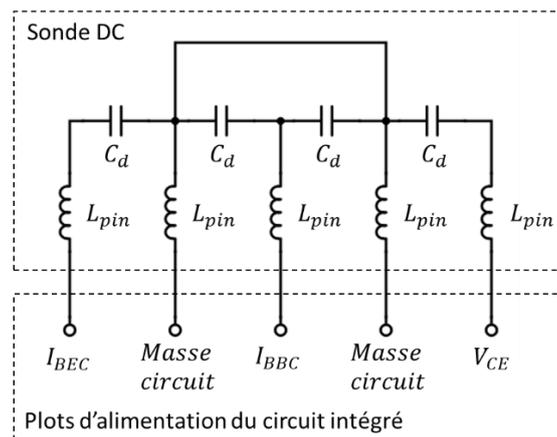 Sonde DC
C_d C_d C_d C_d
L_pin L_pin L_pin L_pin L_pin
I_BEC Masse circuit I_BBC Masse circuit V_CE
Plots d'alimentation du circuit intégré